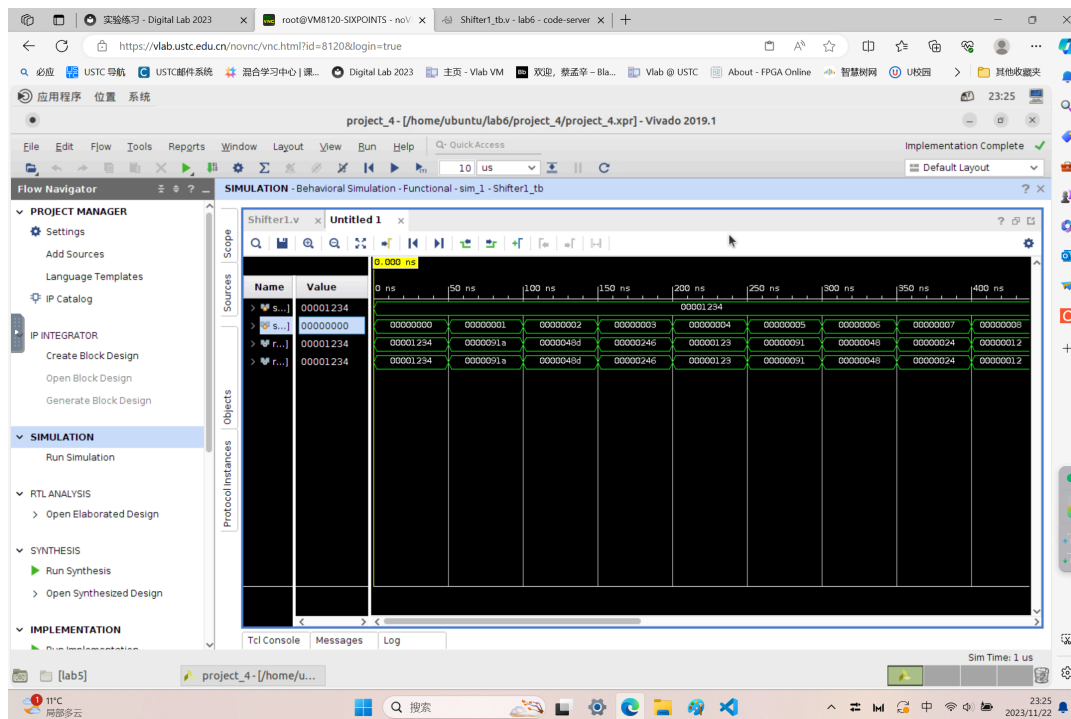 实验练习 - Digital Lab 2023
root@VM8120-SIXPOINTS - noV
Shifter1_tb.v - lab6 - code-server
https://vlab.ustc.edu.cn/novnc/vnc.html?id=8120&login=true
必应
USTC 导航
USTC邮件系统
混合学习中心 | 课...
Digital Lab 2023
主页 - Vlab VM
欢迎, 蔡孟辛 – Bla...
Vlab @ USTC
About - FPGA Online
智慧树网
U校园
其他收藏夹
应用程序 位置 系统
23:25
project_4 - [/home/ubuntu/lab6/project_4/project_4.xpr] - Vivado 2019.1
File Edit Flow Tools Reports Window Layout View Run Help
Quick Access
Implementation Complete
10 us
Default Layout
Flow Navigator
SIMULATION - Behavioral Simulation - Functional - sim_1 - Shifter1_tb
PROJECT MANAGER
Settings
Add Sources
Language Templates
IP Catalog
IP INTEGRATOR
Create Block Design
Open Block Design
Generate Block Design
SIMULATION
Run Simulation
RTL ANALYSIS
Open Elaborated Design
SYNTHESIS
Run Synthesis
Open Synthesized Design
IMPLEMENTATION
Run Implementation
Scope
Sources
Objects
Protocol Instances
Shifter1.v
Untitled 1
0.000 ns
Name Value
0 ns 50 ns 100 ns 150 ns 200 ns 250 ns 300 ns 350 ns 400 ns
s...] 00001234 00001234
s...] 00000000 00000000 00000001 00000002 00000003 00000004 00000005 00000006 00000007 00000008
r...] 00001234 00001234 0000091a 0000048d 00000246 00000123 00000091 00000048 00000024 00000012
r...] 00001234 00001234 0000091a 0000048d 00000246 00000123 00000091 00000048 00000024 00000012
Tcl Console Messages Log
Sim Time: 1 us
[lab5]
project_4 - [/home/u...
1
11°C
局部多云
搜索
中
23:25
2023/11/22